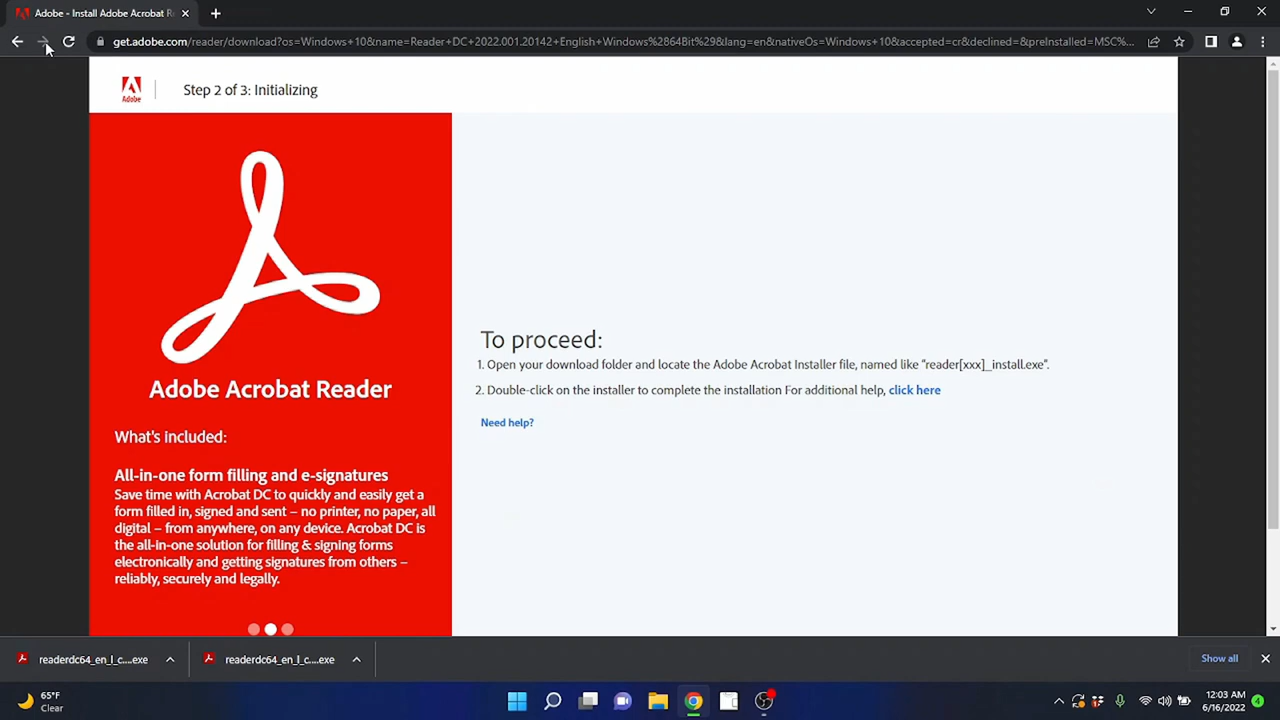 Adobe - Install Adobe Acrobat R
get.adobe.com/reader/download?os=Windows+10&name=Reader+DC+2022.001.20142+English+Windows%2864Bit%29&lang=en&nativeOs=Windows+10&accepted=cr&declined=&preInstalled=MSC%...
Adobe
Step 2 of 3: Initializing
Adobe Acrobat Reader
What's included:
All-in-one form filling and e-signatures
Save time with Acrobat DC to quickly and easily get a
form filled in, signed and sent – no printer, no paper, all
digital – from anywhere, on any device. Acrobat DC is
the all-in-one solution for filling & signing forms
electronically and getting signatures from others –
reliably, securely and legally.
To proceed:
1. Open your download folder and locate the Adobe Acrobat Installer file, named like "reader[xxx]_install.exe".
2. Double-click on the installer to complete the installation For additional help, click here
Need help?
readerdc64_en_l_c....exe
readerdc64_en_l_c....exe
Show all
65°F
Clear
12:03 AM
6/16/2022
4